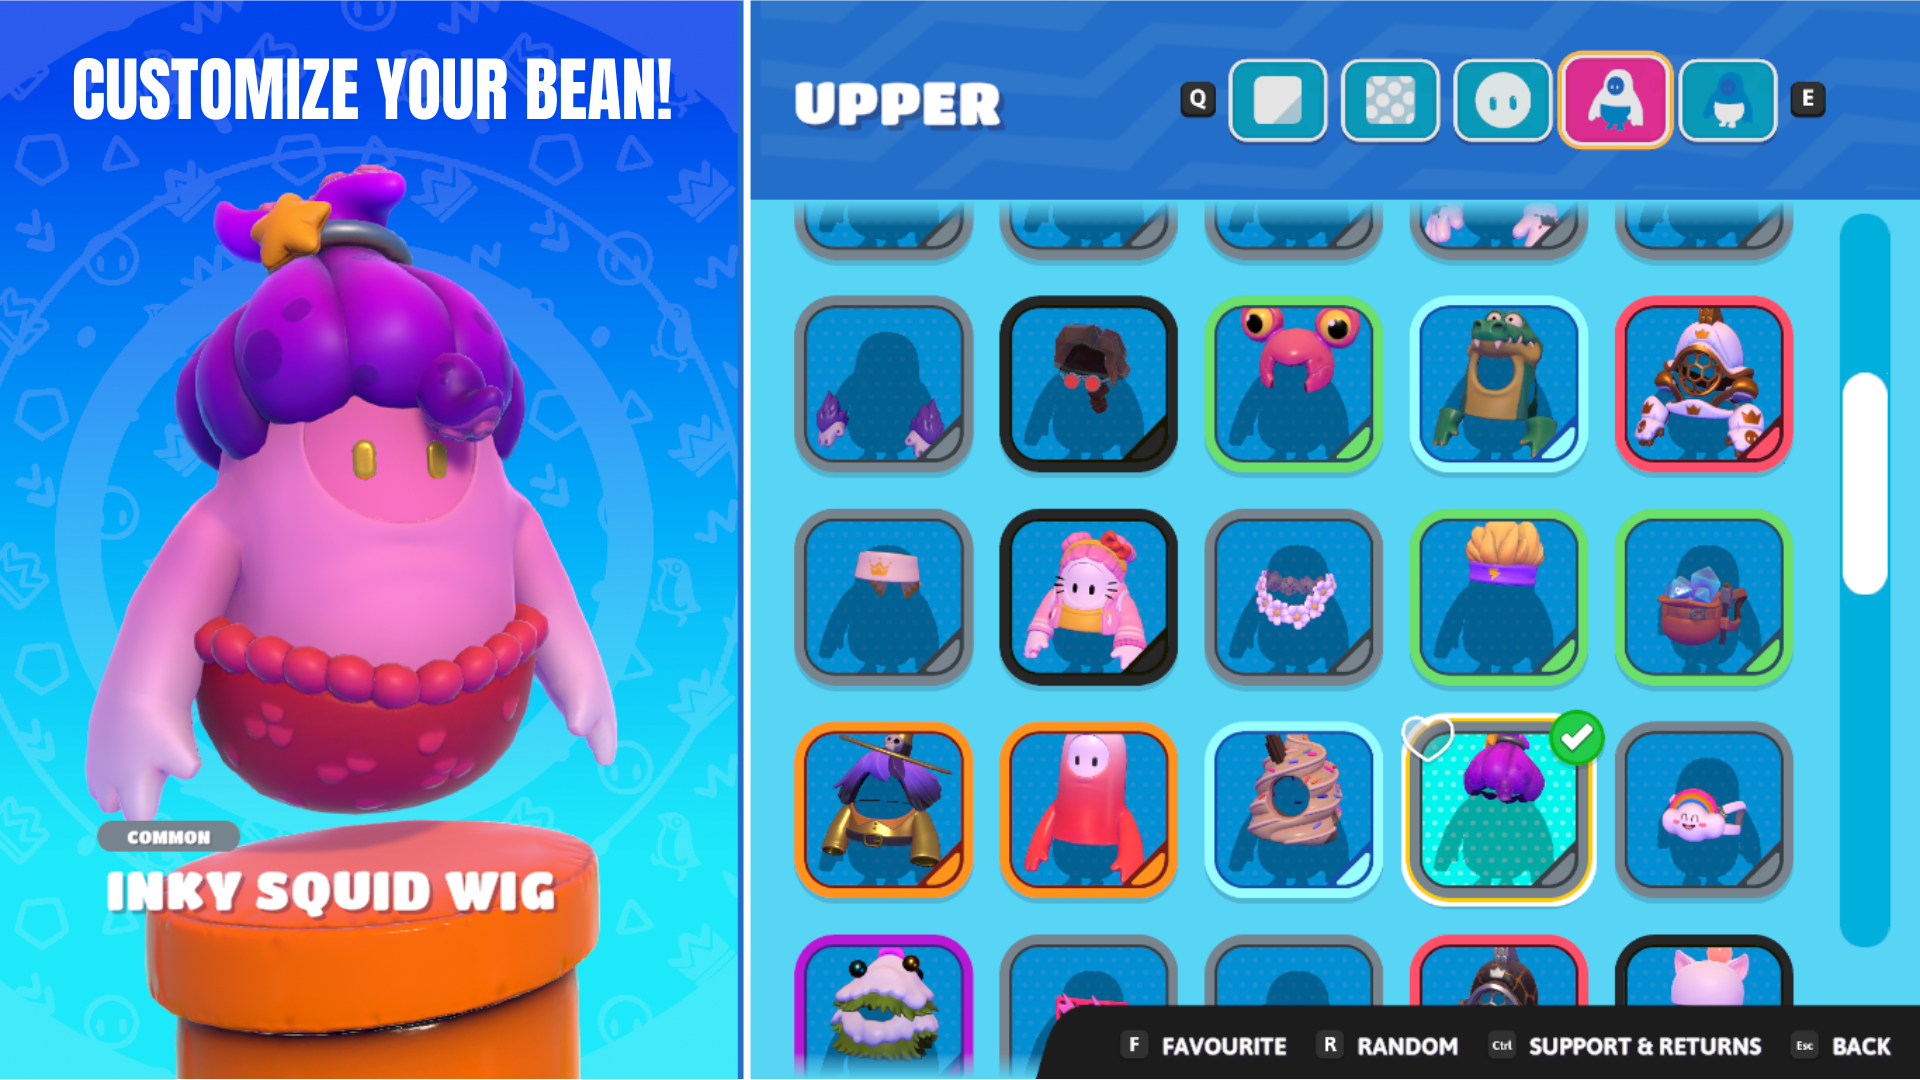 CUSTOMIZE YOUR BEAN!
UPPER
Q
E
COMMON
INKY SQUID WIG
F FAVOURITE R RANDOM Ctrl SUPPORT & RETURNS Esc BACK